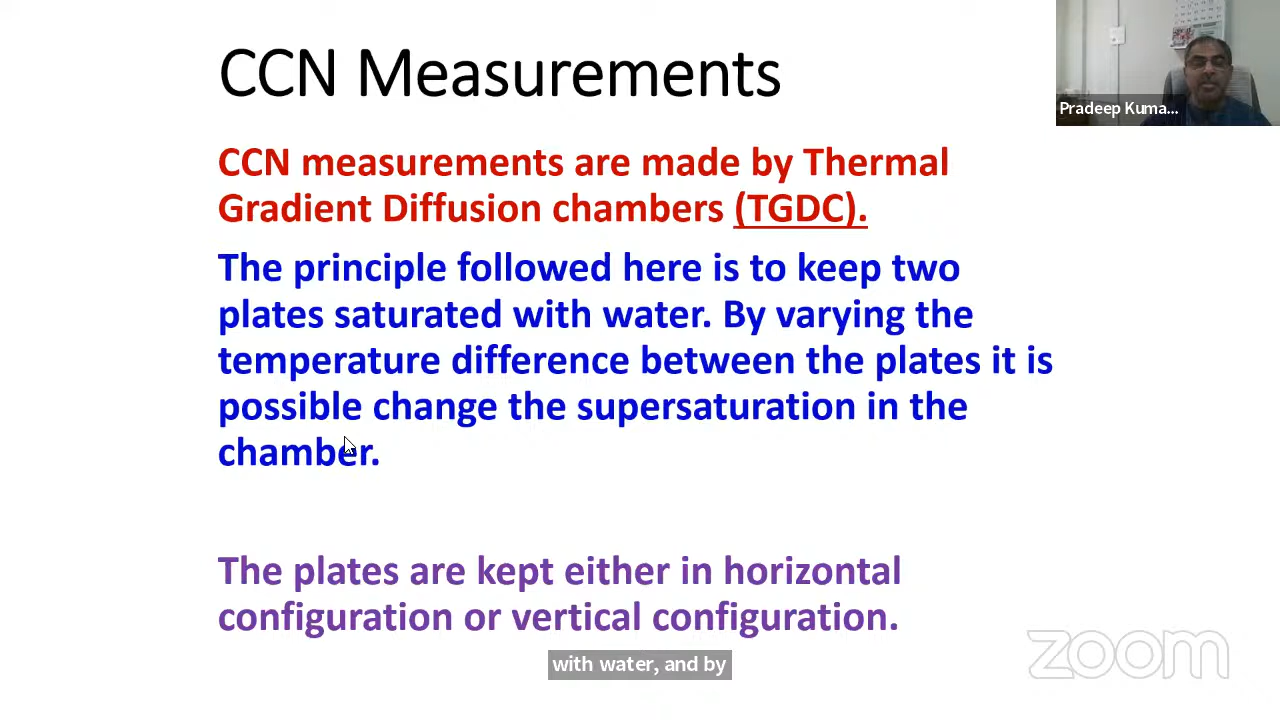 CCN Measurements
Pradeep Kuma...
CCN measurements are made by Thermal
Gradient Diffusion chambers (TGDC).
The principle followed here is to keep two
plates saturated with water. By varying the
temperature difference between the plates it is
possible change the supersaturation in the
chamber.
The plates are kept either in horizontal
configuration or vertical configuration.
with water, and by
zoom